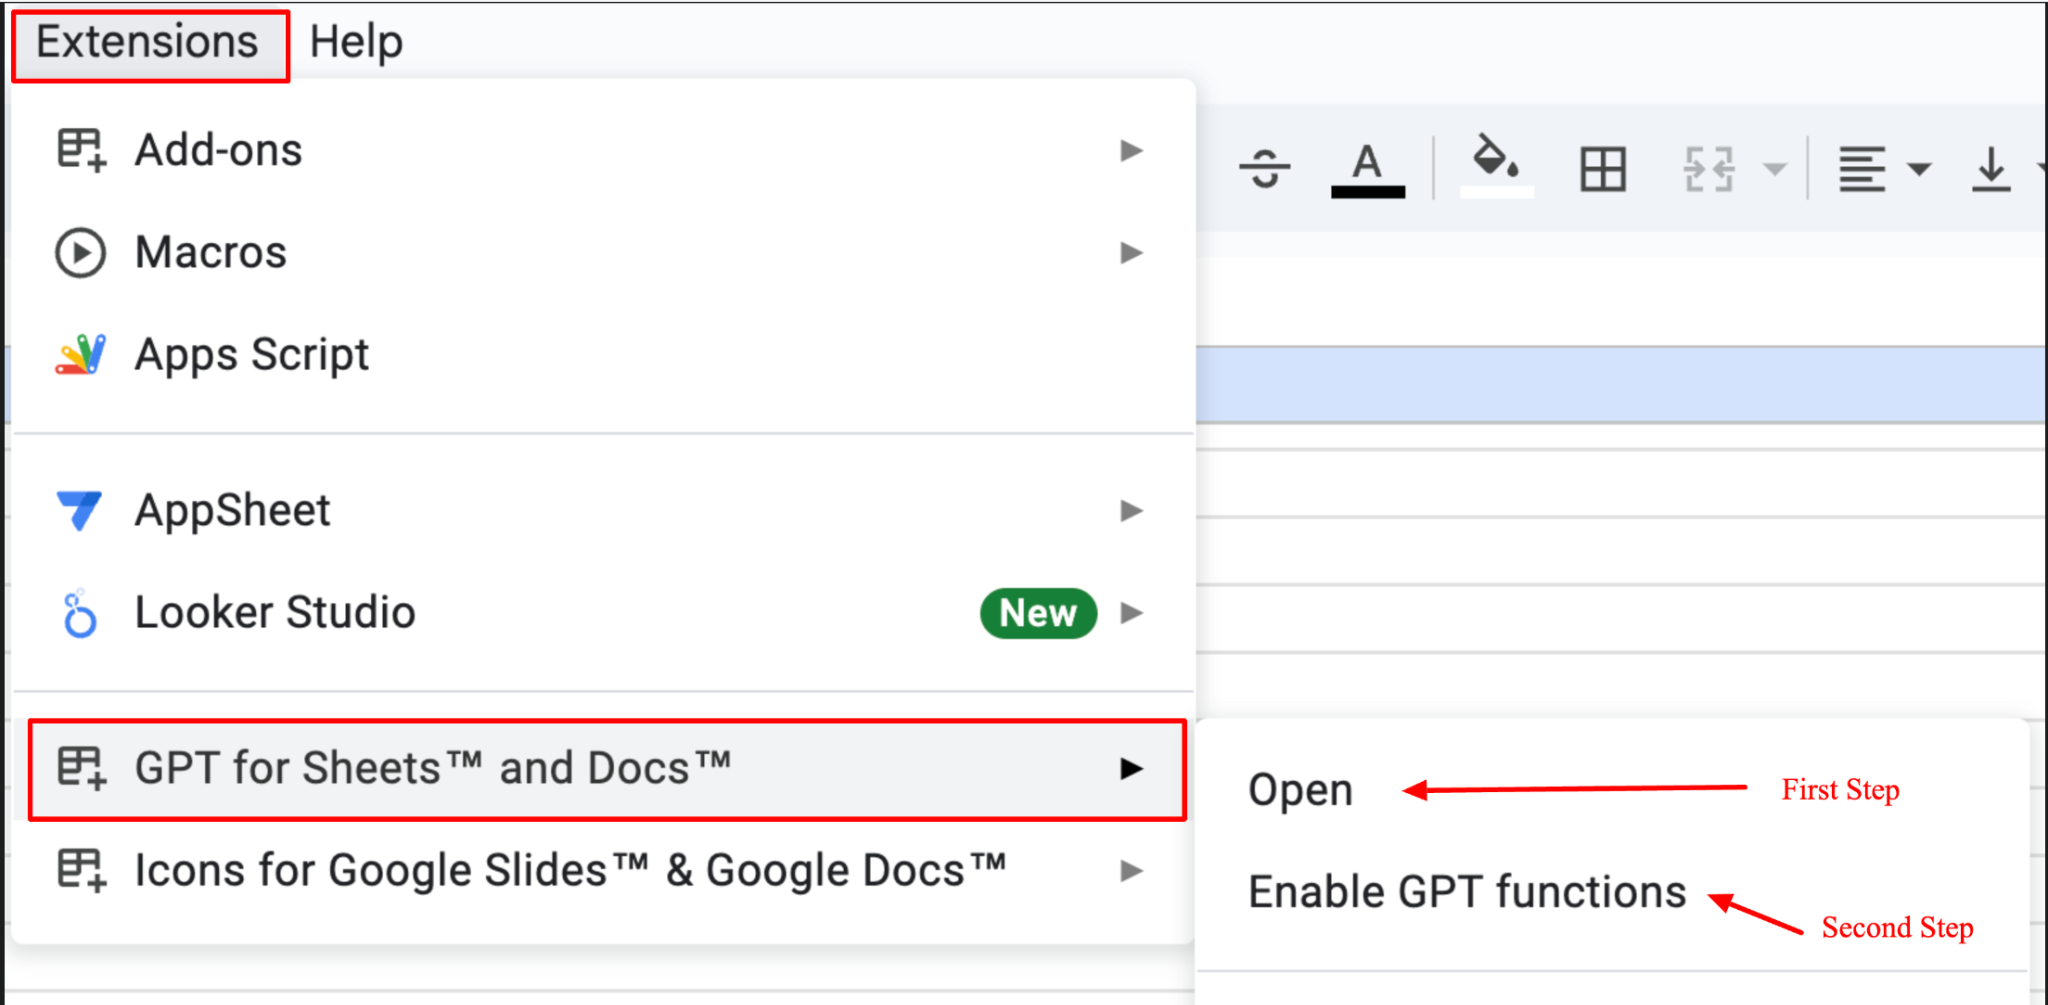 Extensions Help
Add-ons
Macros
Apps Script
AppSheet
Looker Studio New
GPT for Sheets™ and Docs™
Icons for Google Slides™ & Google Docs™
Open First Step
Enable GPT functions
Second Step
A